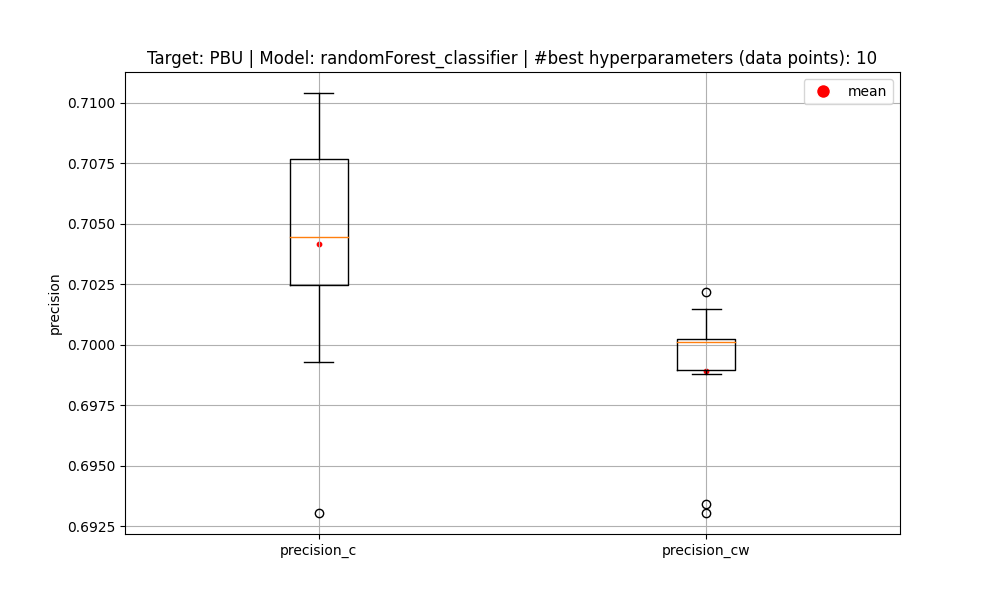 Target: PBU | Model: randomForest_classifier | #best hyperparameters (data points): 10
mean
0.7100
0.7075
0.7050
0.7025
0.7000
0.6975
0.6950
0.6925
precision
precision_c
precision_cw